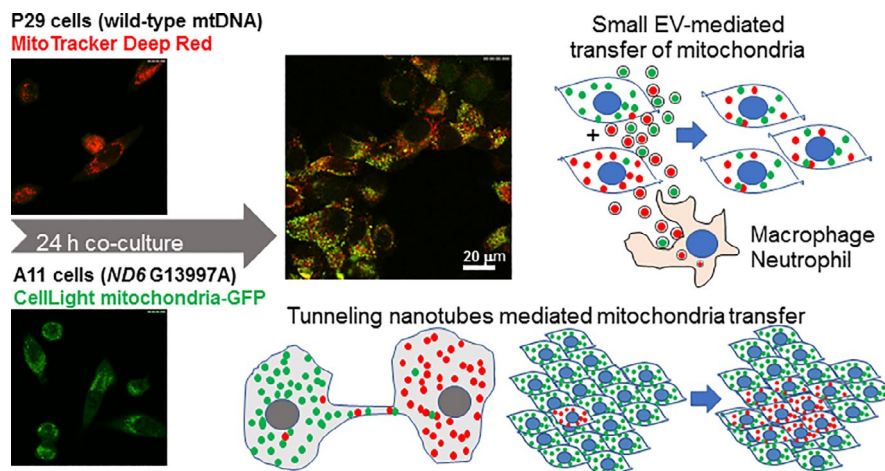 P29 cells (wild-type mtDNA)
MitoTracker Deep Red
24 h co-culture
A11 cells (ND6 G13997A)
CellLight mitochondria-GFP
20 μm
Small EV-mediated
transfer of mitochondria
+
Macrophage
Neutrophil
Tunneling nanotubes mediated mitochondria transfer